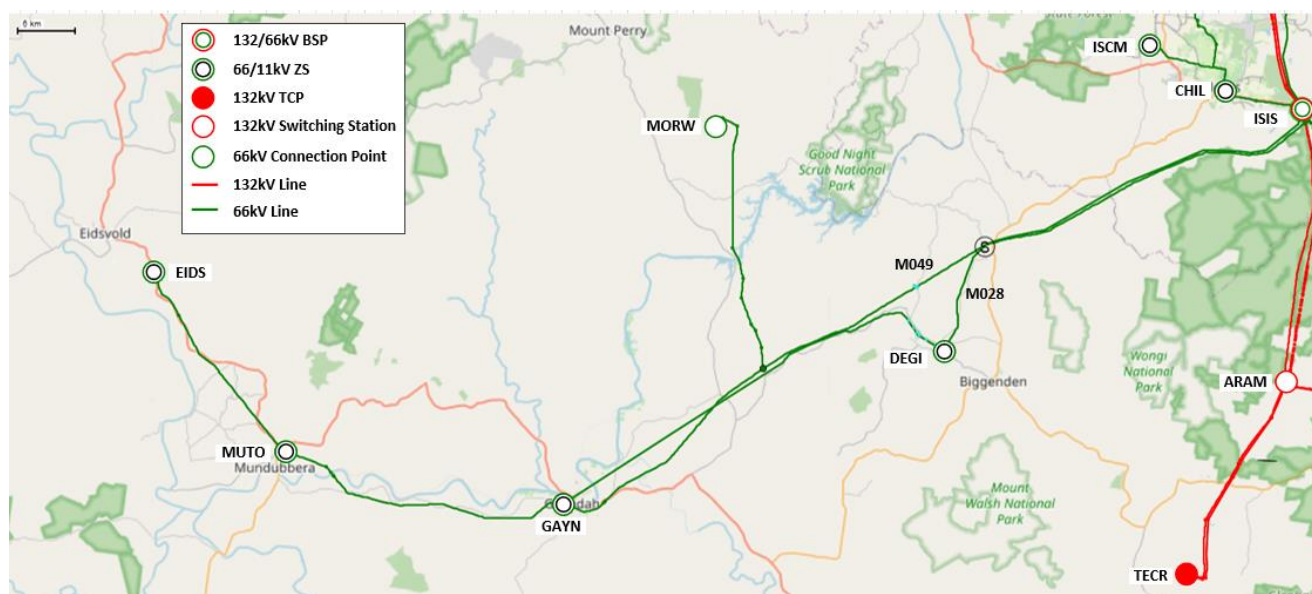 6 km
132/66kV BSP
66/11kV ZS
132kV TCP
132kV Switching Station
66kV Connection Point
132kV Line
66kV Line
Mount Perry
ISCM
CHIL
ISIS
MORW
Good Night
Scrub National
Park
Eidsvold
EIDS
S
M049
M028
DEGI
Biggenden
Wongi
National
Park
ARAM
MUTO
Mundubbera
GAYN
Mount
Walsh National
Park
TECR